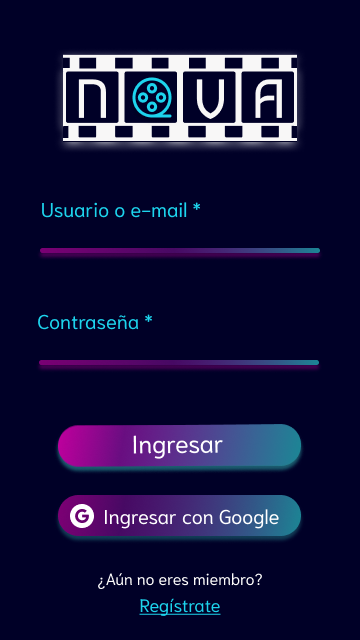 NOVA
Usuario o e-mail *
Contraseña *
Ingresar
G Ingresar con Google
¿Aún no eres miembro?
Regístrate